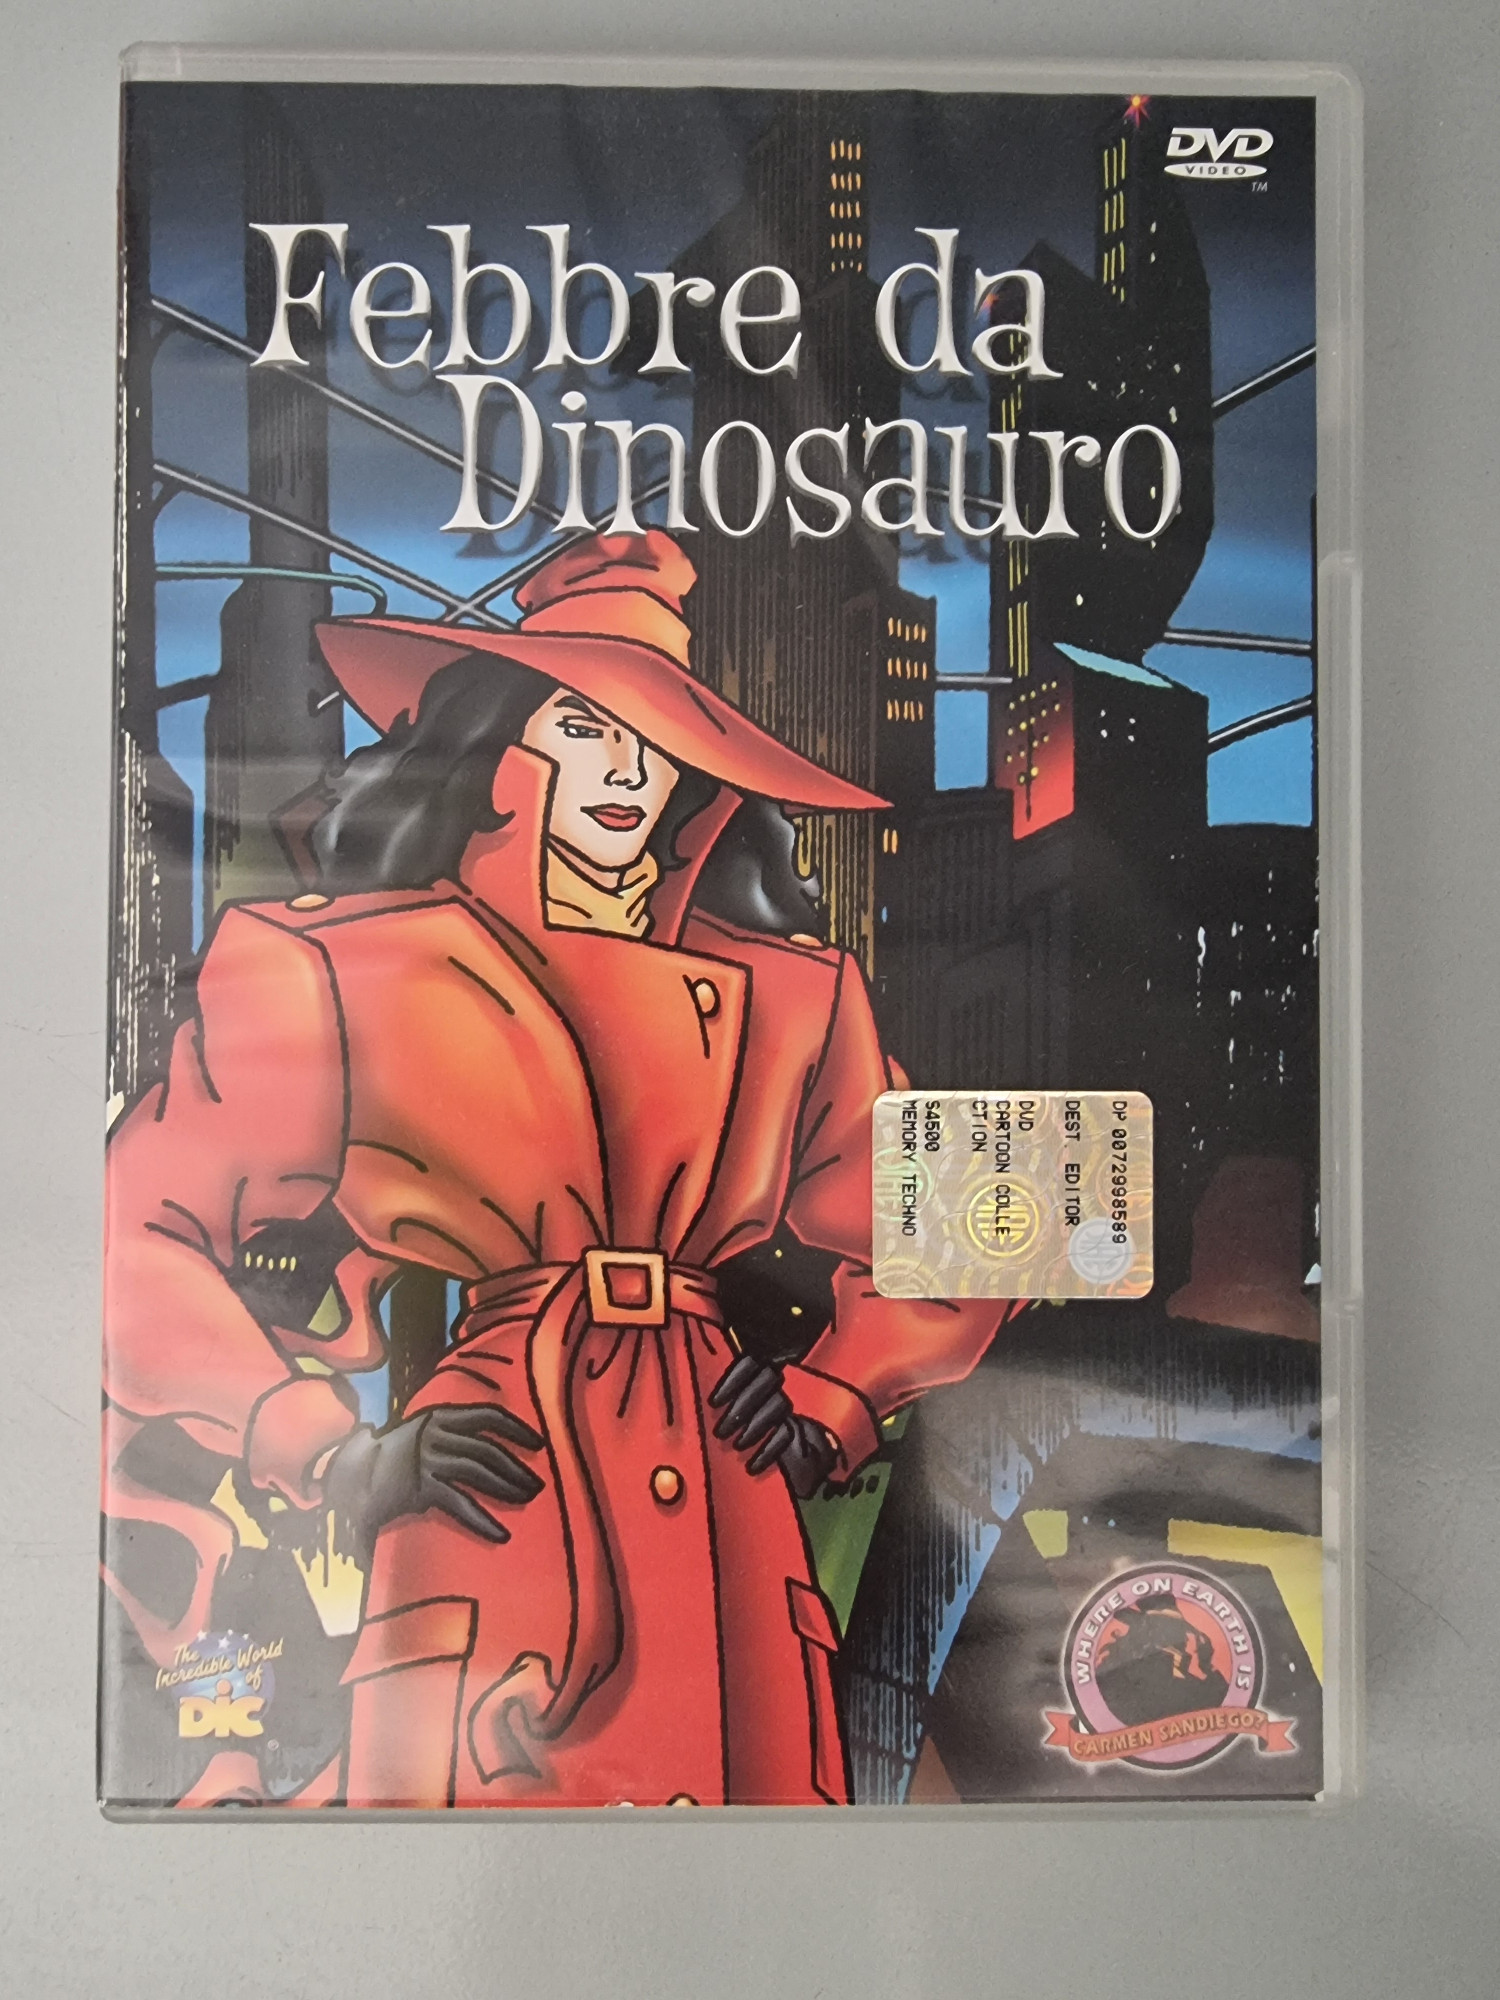 DVD
VIDEO
TM
Febbre da
Dinosauro
DP 0072998589
DEST. EDITOR
DVD
CARTOON COLLE
CTION
S4500
MEMORY TECHNO
The
Incredible World
of
DiC
WHERE ON EARTH IS
CARMEN SANDIEGO?